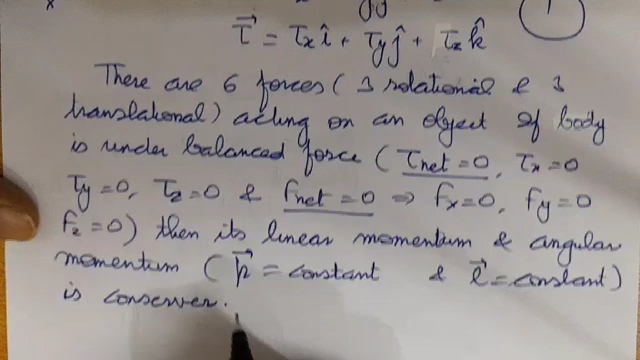 τ⃗ = τx î + τy ĵ + τz k̂
There are 6 forces ( 3 rotational & 3
translational) acting on an object If body
is under balanced force ( τnet = 0, τx = 0
τy = 0, τz = 0 & Fnet = 0 ⇒ fx = 0, fy = 0
fz = 0) then its linear momentum & angular
momentum ( p⃗ = constant & l⃗ = constant)
is conserver.